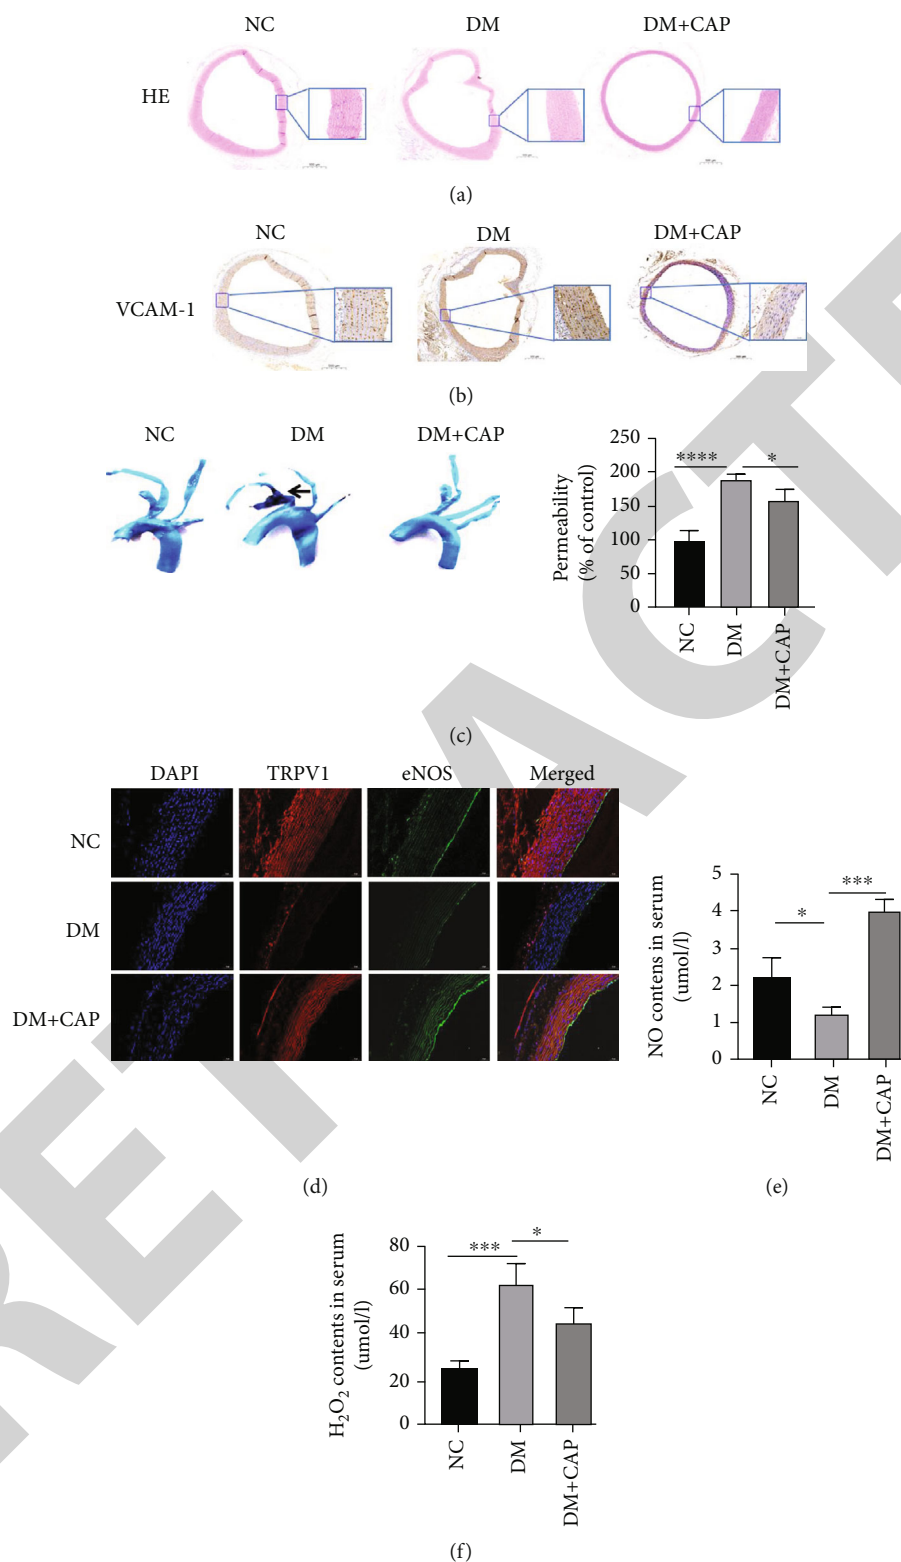 NC DM DM+CAP
HE
(a)
NC DM DM+CAP
VCAM-1
(b)
NC DM DM+CAP
Permeability
(% of control)
250
200
150
100
50
0
**** *
NC DM DM+CAP
(c)
DAPI TRPV1 eNOS Merged
NC
DM
DM+CAP
(d)
NO contens in serum
(umol/l)
5
4
3
2
1
0
* ***
NC DM DM+CAP
(e)
H₂O₂ contents in serum
(umol/l)
80
60
40
20
0
*** *
NC DM DM+CAP
(f)